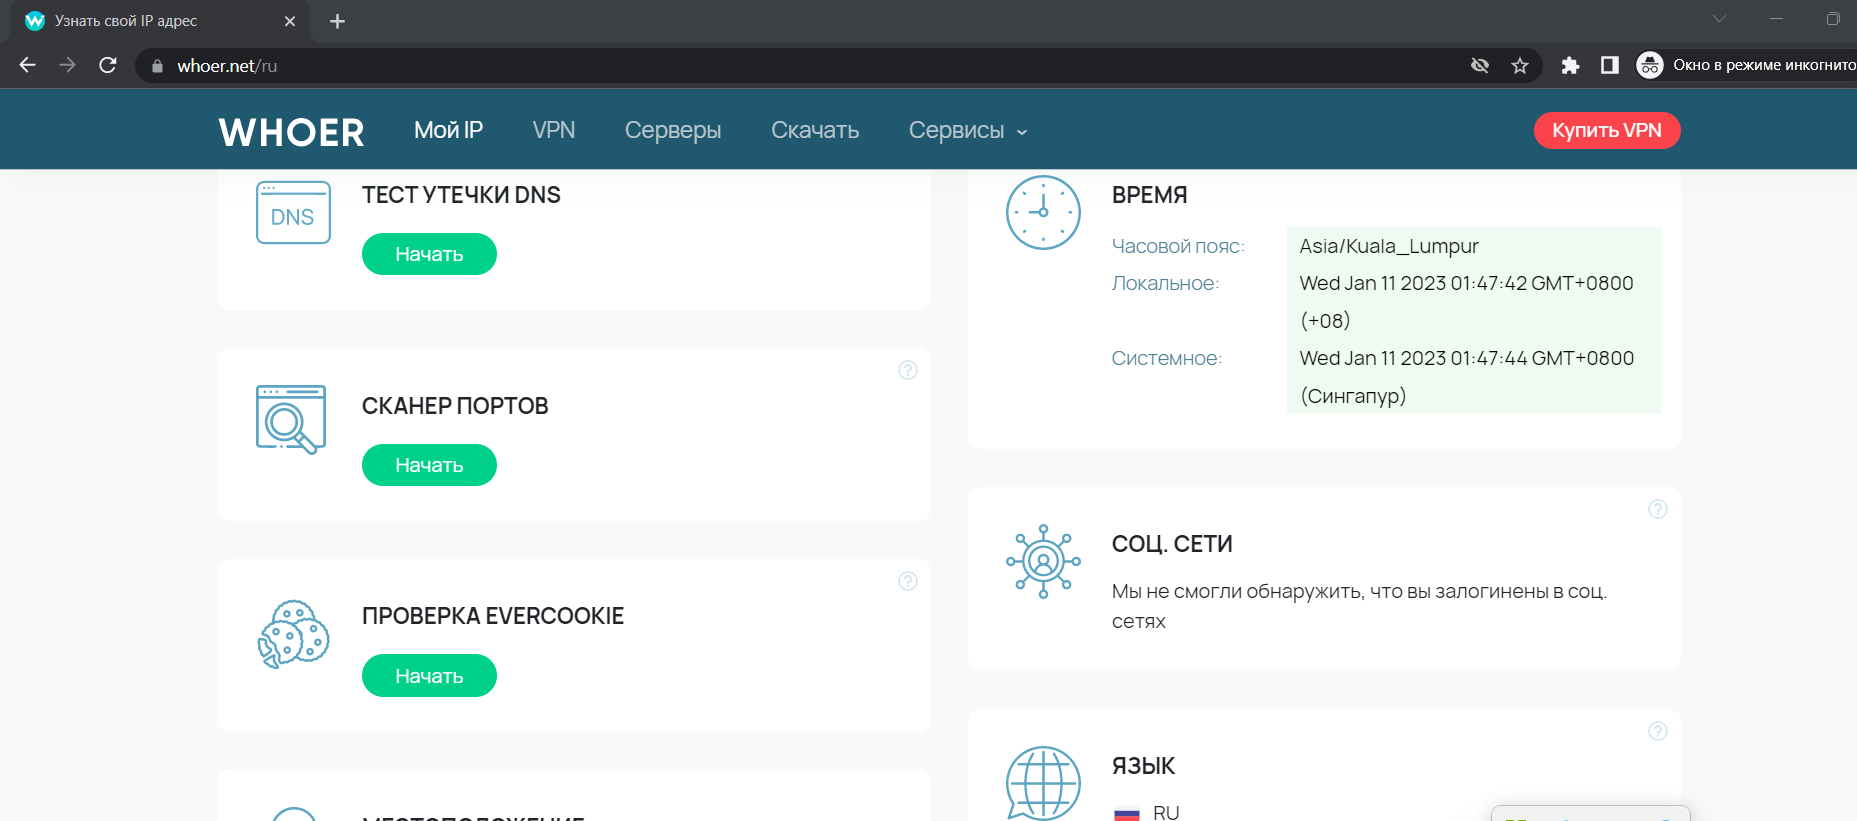 Узнать свой IP адрес
whoer.net/ru
Окно в режиме инкогнито
WHOER
Мой IP
VPN
Серверы
Скачать
Сервисы
Купить VPN
DNS
ТЕСТ УТЕЧКИ DNS
Начать
СКАНЕР ПОРТОВ
Начать
ПРОВЕРКА EVERCOOKIE
Начать
МЕСТОПОЛОЖЕНИЕ
ВРЕМЯ
Часовой пояс: Asia/Kuala_Lumpur
Локальное: Wed Jan 11 2023 01:47:42 GMT+0800
(+08)
Системное: Wed Jan 11 2023 01:47:44 GMT+0800
(Сингапур)
СОЦ. СЕТИ
Мы не смогли обнаружить, что вы залогинены в соц.
сетях
ЯЗЫК
RU